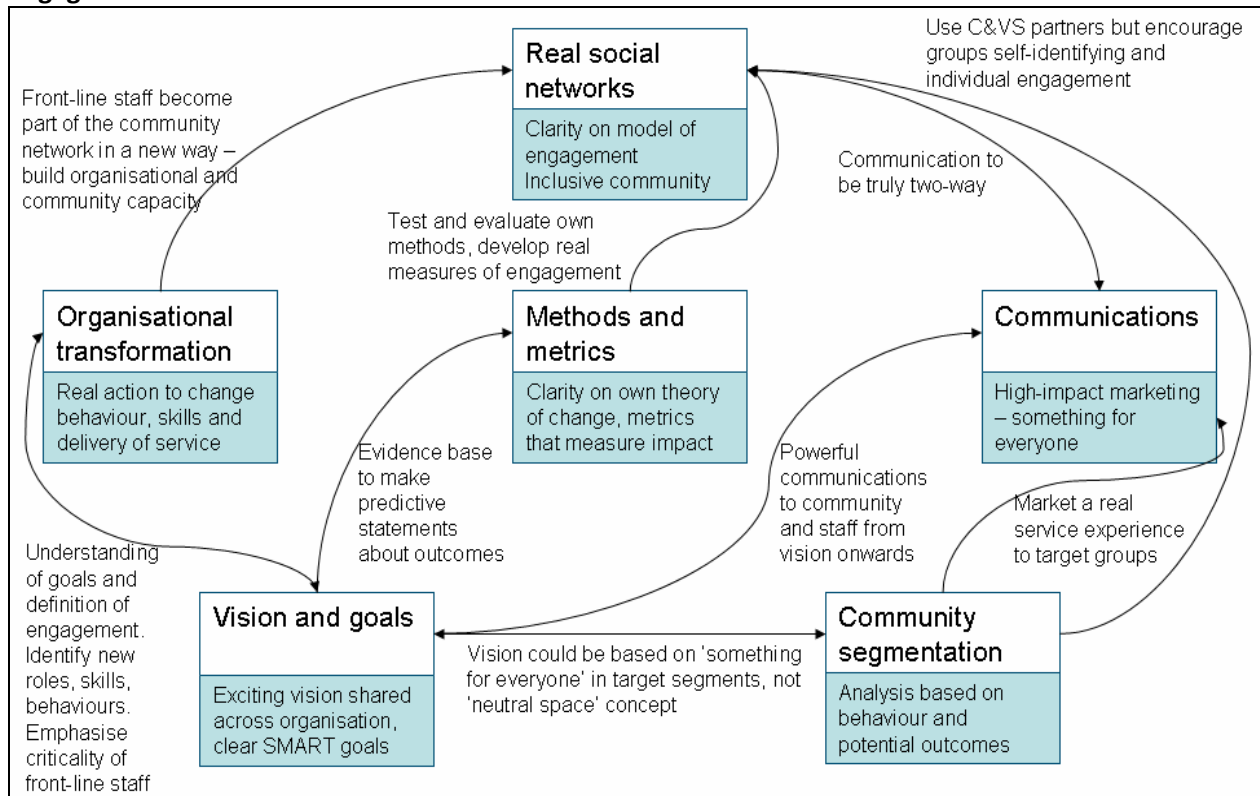 Real social
networks
Clarity on model of
engagement
Inclusive community
Use C&VS partners but encourage
groups self-identifying and
individual engagement
Front-line staff become
part of the community
network in a new way –
build organisational and
community capacity
Communication to
be truly two-way
Test and evaluate own
methods, develop real
measures of engagement
Organisational
transformation
Real action to change
behaviour, skills and
delivery of service
Methods and
metrics
Clarity on own theory
of change, metrics
that measure impact
Communications
High-impact marketing
– something for
everyone
Evidence base
to make
predictive
statements
about outcomes
Powerful
communications
to community
and staff from
vision onwards
Market a real
service experience
to target groups
Understanding
of goals and
definition of
engagement.
Identify new
roles, skills,
behaviours.
Emphasise
criticality of
front-line staff
Vision and goals
Exciting vision shared
across organisation,
clear SMART goals
Vision could be based on ‘something
for everyone’ in target segments, not
‘neutral space’ concept
Community
segmentation
Analysis based on
behaviour and
potential outcomes